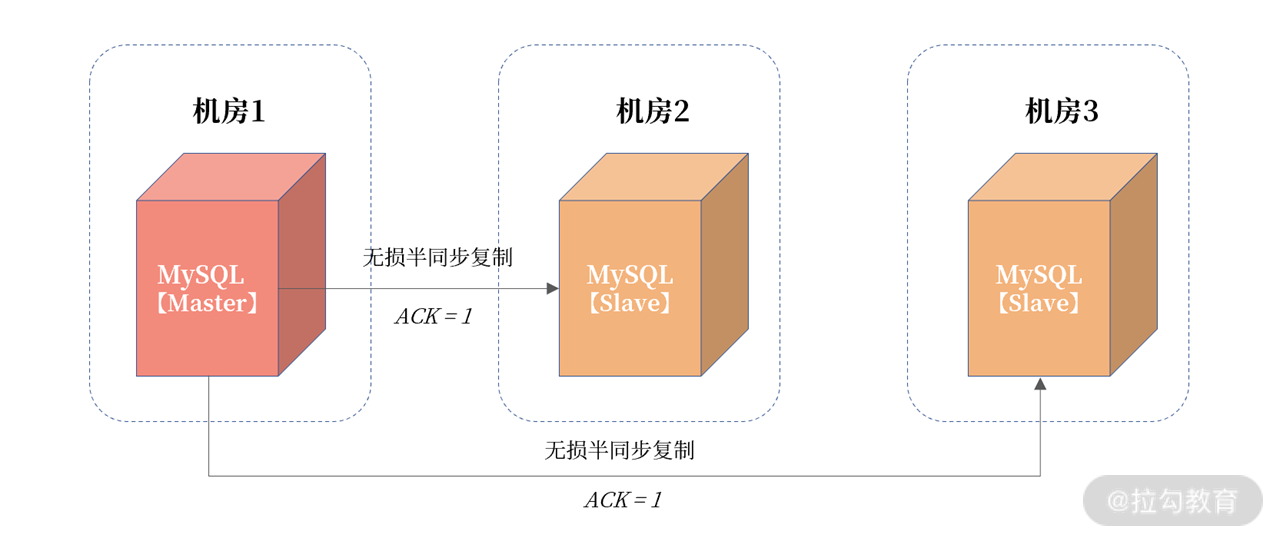 机房1
机房2
机房3
MySQL
【Master】
无损半同步复制
ACK = 1
MySQL
【Slave】
MySQL
【Slave】
无损半同步复制
ACK = 1
@拉勾教育